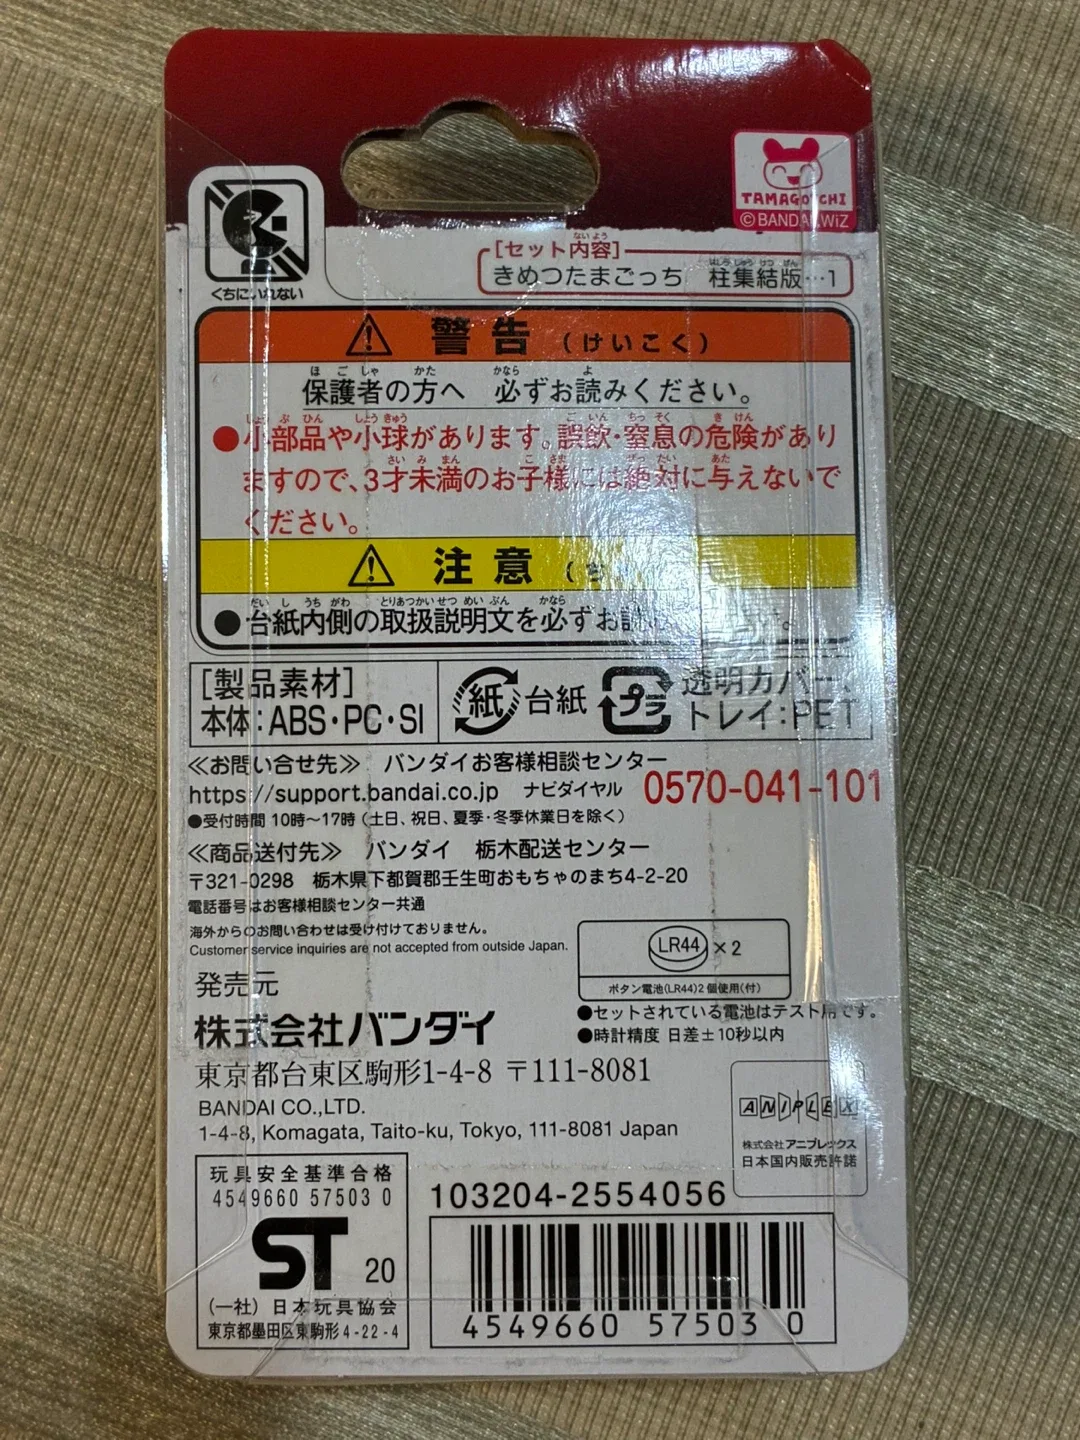 TAMAGOTCHI
©BANDAI,WiZ
くちにいれない
[セット内容]
ないよう
きめつたまごっち 柱集結版…1
警告 (けいこく)
保護者の方へ 必ずお読みください。
ほごしゃ かた かなら よ
●小部品や小球があります。誤飲・窒息の危険があり
ますので、3才未満のお子様には絶対に与えないで
ください。
注意
●台紙内側の取扱説明文を必ずお読
[製品素材]
本体:ABS・PC・SI
紙 台紙
プラ 透明カバー、
トレイ:PET
≪お問い合せ先≫ バンダイお客様相談センター
https://support.bandai.co.jp ナビダイヤル 0570-041-101
●受付時間 10時〜17時 (土日、祝日、夏季・冬季休業日を除く)
≪商品送付先≫ バンダイ 栃木配送センター
〒321-0298 栃木県下都賀郡壬生町おもちゃのまち4-2-20
電話番号はお客様相談センター共通
海外からのお問い合わせは受け付けておりません。
Customer service inquiries are not accepted from outside Japan.
LR44 ×2
ボタン電池(LR44)2個使用(付)
●セットされている電池はテスト用です。
●時計精度 日差±10秒以内
発売元
株式会社バンダイ
東京都台東区駒形1-4-8 〒111-8081
BANDAI CO.,LTD.
1-4-8, Komagata, Taito-ku, Tokyo, 111-8081 Japan
ANIPLEX
株式会社アニプレックス
日本国内販売許諾
玩具安全基準合格
4549660 57503 0
ST 20
(一社) 日本玩具協会
東京都墨田区東駒形4-22-4
103204-2554056
4549660 57503 0